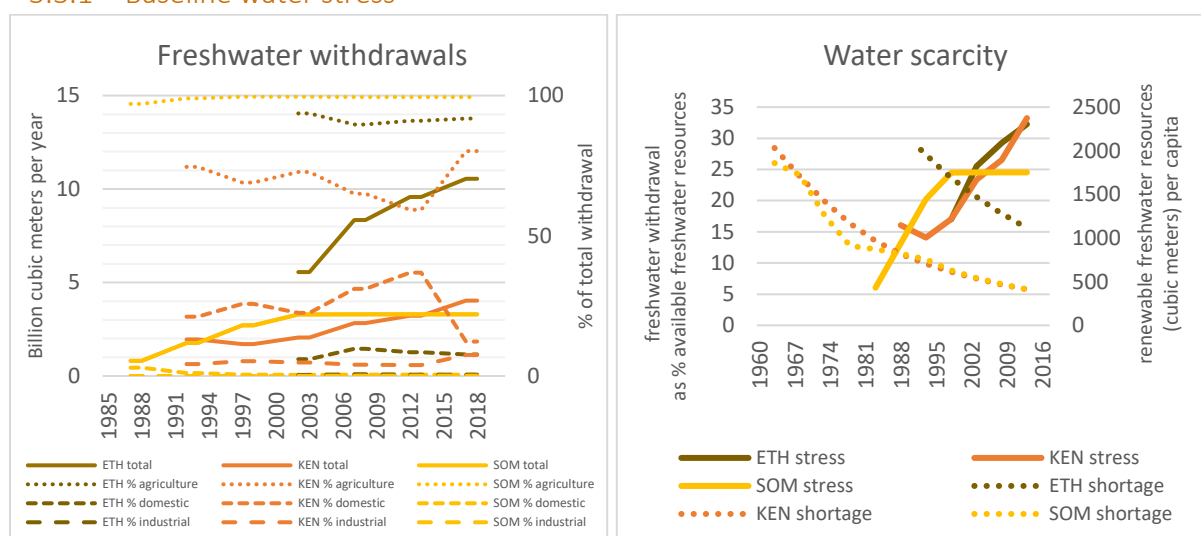 3.3.1 Baseline water stress
Freshwater withdrawals
Billion cubic meters per year
15
10
5
0
100
50
0
% of total withdrawal
1985
1988
1991
1994
1997
2000
2003
2006
2009
2012
2015
2018
ETH total KEN total SOM total
ETH % agriculture KEN % agriculture SOM % agriculture
ETH % domestic KEN % domestic SOM % domestic
ETH % industrial KEN % industrial SOM % industrial
Water scarcity
freshwater withdrawal
as % available freshwater resources
35
30
25
20
15
10
5
0
2500
2000
1500
1000
500
0
renewable freshwater resources
(cubic meters) per capita
1960
1967
1974
1981
1988
1995
2002
2009
2016
ETH stress KEN stress
SOM stress ETH shortage
KEN shortage SOM shortage